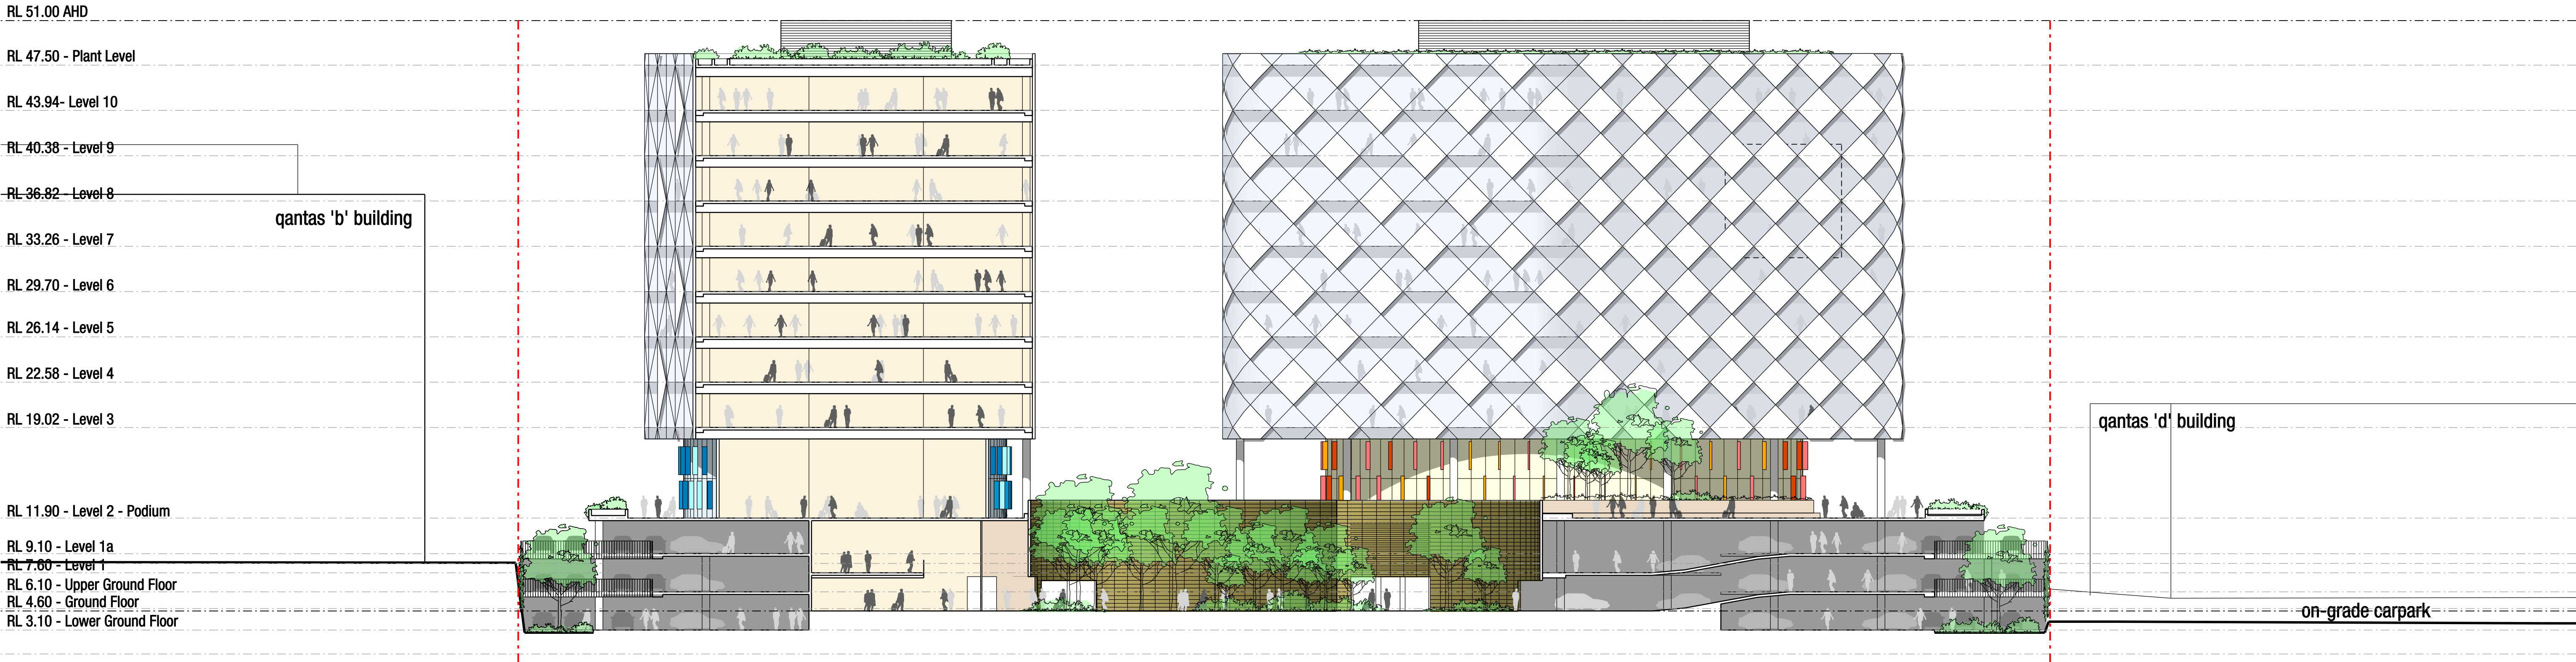 RL 51.00 AHD
RL 47.50 - Plant Level
RL 43.94- Level 10
RL 40.38 - Level 9
RL 36.82 - Level 8
qantas 'b' building
RL 33.26 - Level 7
RL 29.70 - Level 6
RL 26.14 - Level 5
RL 22.58 - Level 4
RL 19.02 - Level 3
qantas 'd' building
RL 11.90 - Level 2 - Podium
RL 9.10 - Level 1a
RL 7.60 - Level 1
RL 6.10 - Upper Ground Floor
RL 4.60 - Ground Floor
on-grade carpark
RL 3.10 - Lower Ground Floor